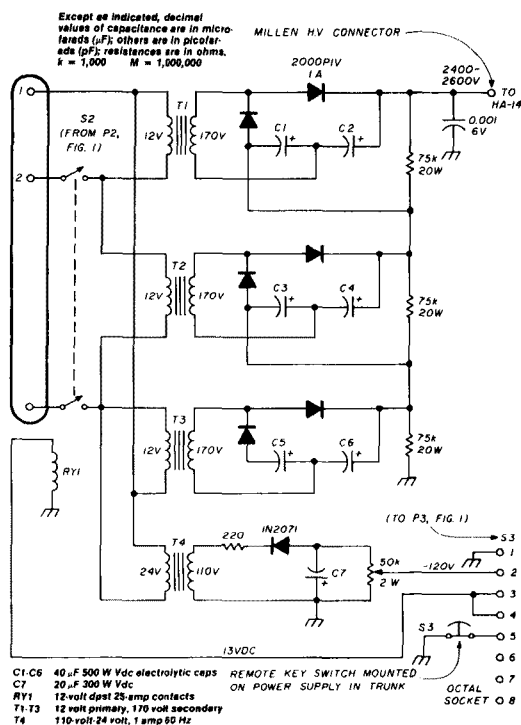 Except as indicated, decimal
values of capacitance are in micro-
farads (µF); others are in picofar-
ads (pF); resistances are in ohms.
k = 1,000 M = 1,000,000
MILLEN H.V CONNECTOR
2000PIV
1A
2400-
2600V
TO
HA-14
1
S2
(FROM P2,
FIG. 1)
T1
12V
170V
C1
+
C2
+
0.001
6V
75k
20W
2
T2
12V
170V
C3
+
C4
+
75k
20W
T3
12V
170V
C5
+
C6
+
75k
20W
RY1
(TO P3, FIG. 1)
S3
T4
24V
110V
220
1N2071
C7
+
50k
2W
-120V
1
2
3
4
13VDC
S3
5
6
7
OCTAL
SOCKET
8
REMOTE KEY SWITCH MOUNTED
ON POWER SUPPLY IN TRUNK
C1-C6 40 µF 500 W Vdc electrolytic caps
C7 20 µF 300 W Vdc
RY1 12-volt dpst 25-amp contacts
T1-T3 12 volt primary, 170 volt secondary
T4 110-volt-24 volt, 1 amp 60 Hz